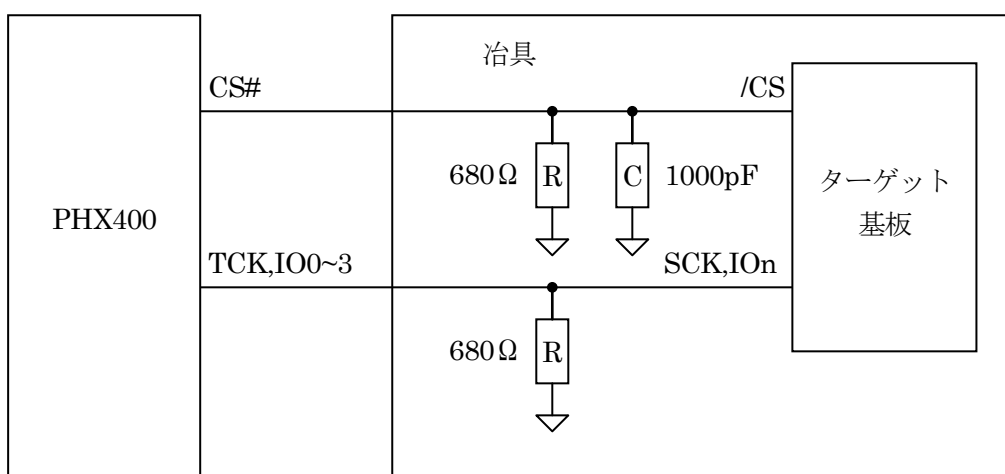 冶具
CS#
/CS
680Ω
R
C
1000pF
ターゲット
基板
PHX400
TCK,IO0~3
SCK,IOn
680Ω
R